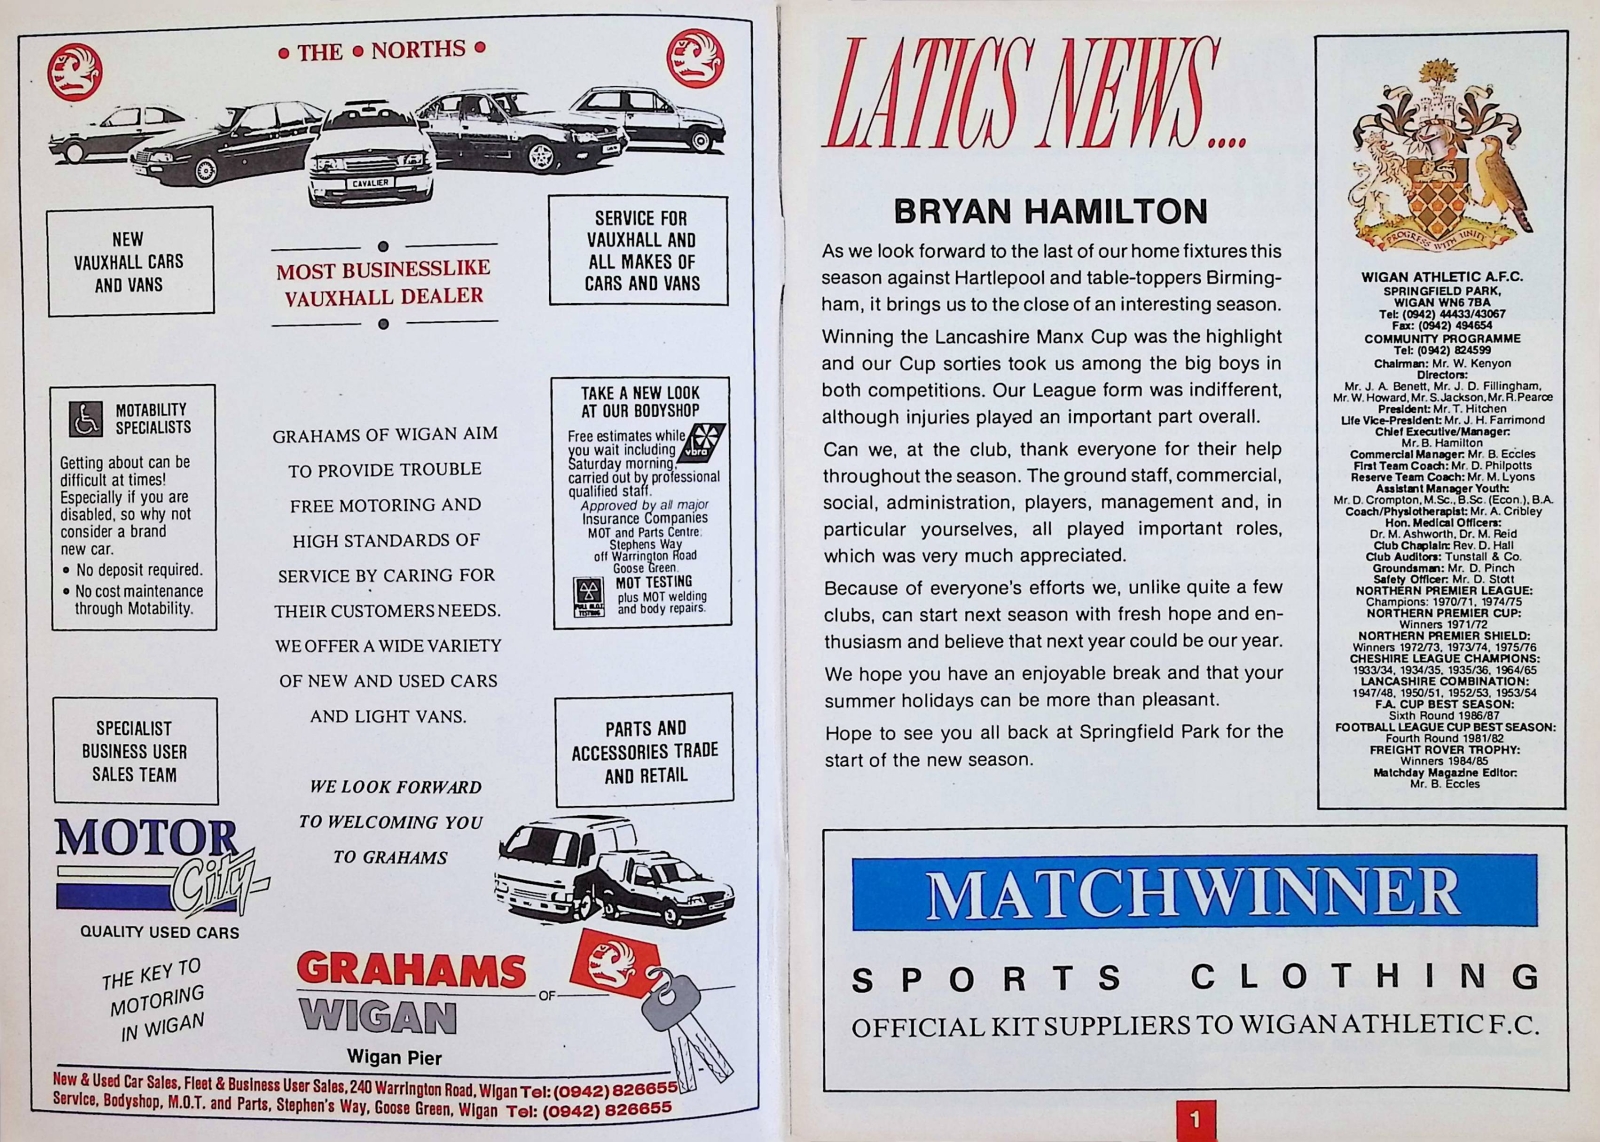 • THE • NORTHS •
CAVALIER
NEW
VAUXHALL CARS
AND VANS
MOST BUSINESSLIKE
VAUXHALL DEALER
SERVICE FOR
VAUXHALL AND
ALL MAKES OF
CARS AND VANS
MOTABILITY
SPECIALISTS
Getting about can be
difficult at times!
Especially if you are
disabled, so why not
consider a brand
new car.
• No deposit required.
• No cost maintenance
through Motability.
GRAHAMS OF WIGAN AIM
TO PROVIDE TROUBLE
FREE MOTORING AND
HIGH STANDARDS OF
SERVICE BY CARING FOR
THEIR CUSTOMERS NEEDS.
WE OFFER A WIDE VARIETY
OF NEW AND USED CARS
AND LIGHT VANS.
WE LOOK FORWARD
TO WELCOMING YOU
TO GRAHAMS
TAKE A NEW LOOK
AT OUR BODYSHOP
Free estimates while
you wait including
Saturday morning,
carried out by professional
qualified staff.
vbra
Approved by all major
Insurance Companies
MOT and Parts Centre:
Stephens Way
off Warrington Road
Goose Green.
MOT TESTING
plus MOT welding
and body repairs.
FULL M.O.T.
TESTING
SPECIALIST
BUSINESS USER
SALES TEAM
PARTS AND
ACCESSORIES TRADE
AND RETAIL
MOTOR
City
QUALITY USED CARS
THE KEY TO
MOTORING
IN WIGAN
GRAHAMS
OF
WIGAN
Wigan Pier
New & Used Car Sales, Fleet & Business User Sales, 240 Warrington Road, Wigan Tel: (0942) 826655
Service, Bodyshop, M.O.T. and Parts, Stephen's Way, Goose Green, Wigan Tel: (0942) 826655
LATICS NEWS....
BRYAN HAMILTON
As we look forward to the last of our home fixtures this
season against Hartlepool and table-toppers Birming-
ham, it brings us to the close of an interesting season.
Winning the Lancashire Manx Cup was the highlight
and our Cup sorties took us among the big boys in
both competitions. Our League form was indifferent,
although injuries played an important part overall.
Can we, at the club, thank everyone for their help
throughout the season. The ground staff, commercial,
social, administration, players, management and, in
particular yourselves, all played important roles,
which was very much appreciated.
Because of everyone's efforts we, unlike quite a few
clubs, can start next season with fresh hope and en-
thusiasm and believe that next year could be our year.
We hope you have an enjoyable break and that your
summer holidays can be more than pleasant.
Hope to see you all back at Springfield Park for the
start of the new season.
PROGRESS WITH UNITY
WIGAN ATHLETIC A.F.C.
SPRINGFIELD PARK,
WIGAN WN6 7BA
Tel: (0942) 44433/43067
Fax: (0942) 494654
COMMUNITY PROGRAMME
Tel: (0942) 824599
Chairman: Mr. W. Kenyon
Directors:
Mr. J. A. Benett, Mr. J. D. Fillingham,
Mr. W. Howard, Mr. S. Jackson, Mr. R. Pearce
President: Mr. T. Hitchen
Life Vice-President: Mr. J. H. Farrimond
Chief Executive/Manager:
Mr. B. Hamilton
Commercial Manager: Mr. B. Eccles
First Team Coach: Mr. D. Philpotts
Reserve Team Coach: Mr. M. Lyons
Assistant Manager Youth:
Mr. D. Crompton, M.Sc., B.Sc. (Econ.), B.A.
Coach/Physiotherapist: Mr. A. Cribley
Hon. Medical Officers:
Dr. M. Ashworth, Dr. M. Reid
Club Chaplain: Rev. D. Hall
Club Auditors: Tunstall & Co.
Groundsman: Mr. D. Pinch
Safety Officer: Mr. D. Stott
NORTHERN PREMIER LEAGUE:
Champions: 1970/71, 1974/75
NORTHERN PREMIER CUP:
Winners 1971/72
NORTHERN PREMIER SHIELD:
Winners 1972/73, 1973/74, 1975/76
CHESHIRE LEAGUE CHAMPIONS:
1933/34, 1934/35, 1935/36, 1964/65
LANCASHIRE COMBINATION:
1947/48, 1950/51, 1952/53, 1953/54
F.A. CUP BEST SEASON:
Sixth Round 1986/87
FOOTBALL LEAGUE CUP BEST SEASON:
Fourth Round 1981/82
FREIGHT ROVER TROPHY:
Winners 1984/85
Matchday Magazine Editor:
Mr. B. Eccles
MATCHWINNER
SPORTS CLOTHING
OFFICIAL KIT SUPPLIERS TO WIGAN ATHLETIC F.C.
1